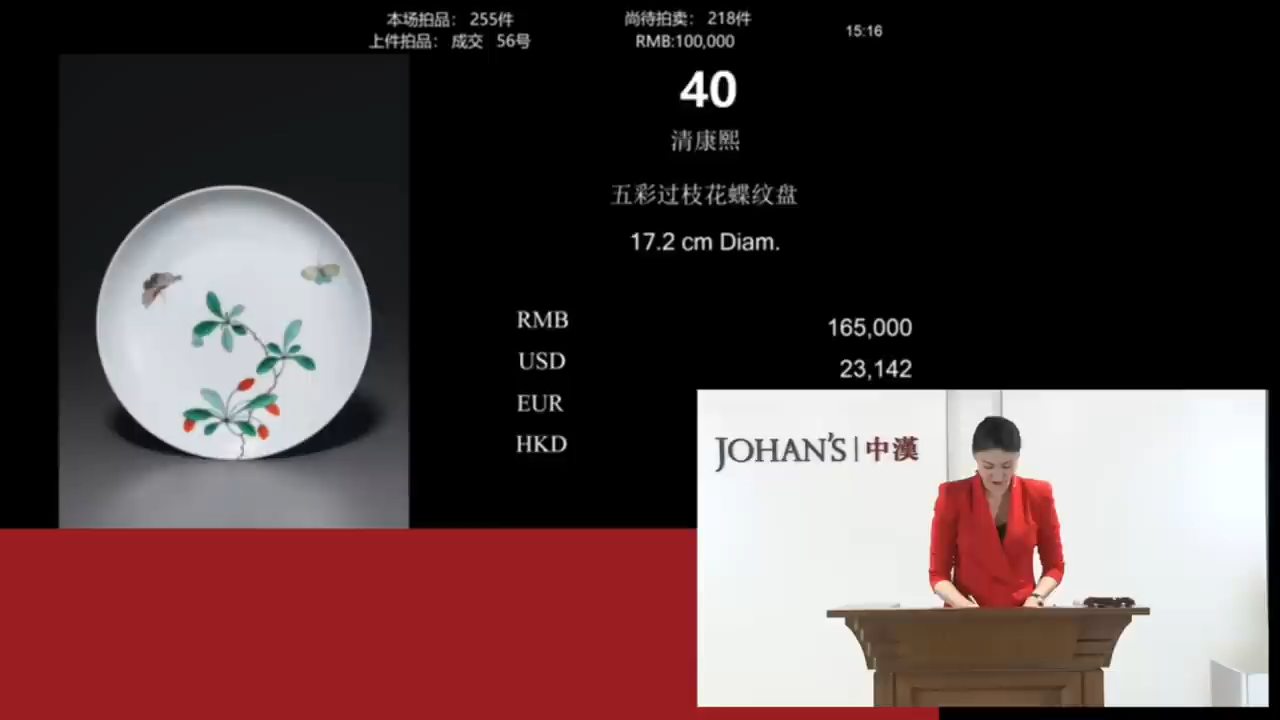 本场拍品： 255件
尚待拍卖： 218件
15:16
上件拍品： 成交 56号
RMB:100,000
40
清康熙
五彩过枝花蝶纹盘
17.2 cm Diam.
RMB 165,000
USD 23,142
EUR
HKD
JOHAN'S | 中漢